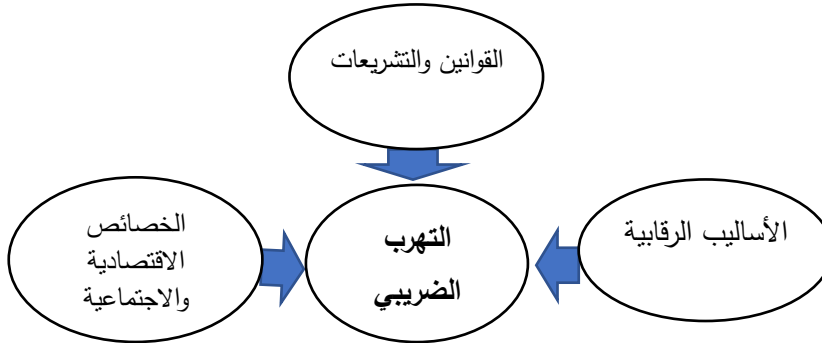 القوانين والتشريعات
الأساليب الرقابية
التهرب
الضريبي
الخصائص
الاقتصادية
والاجتماعية